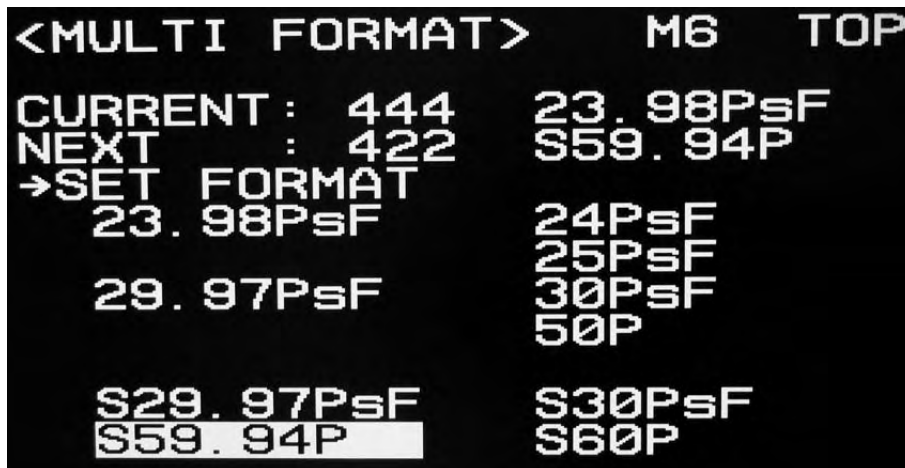 <MULTI FORMAT> M6 TOP
CURRENT: 444 23.98PsF
NEXT : 422 S59.94P
→SET FORMAT
23.98PsF 24PsF
25PsF
29.97PsF 30PsF
50P
S29.97PsF S30PsF
S59.94P S60P